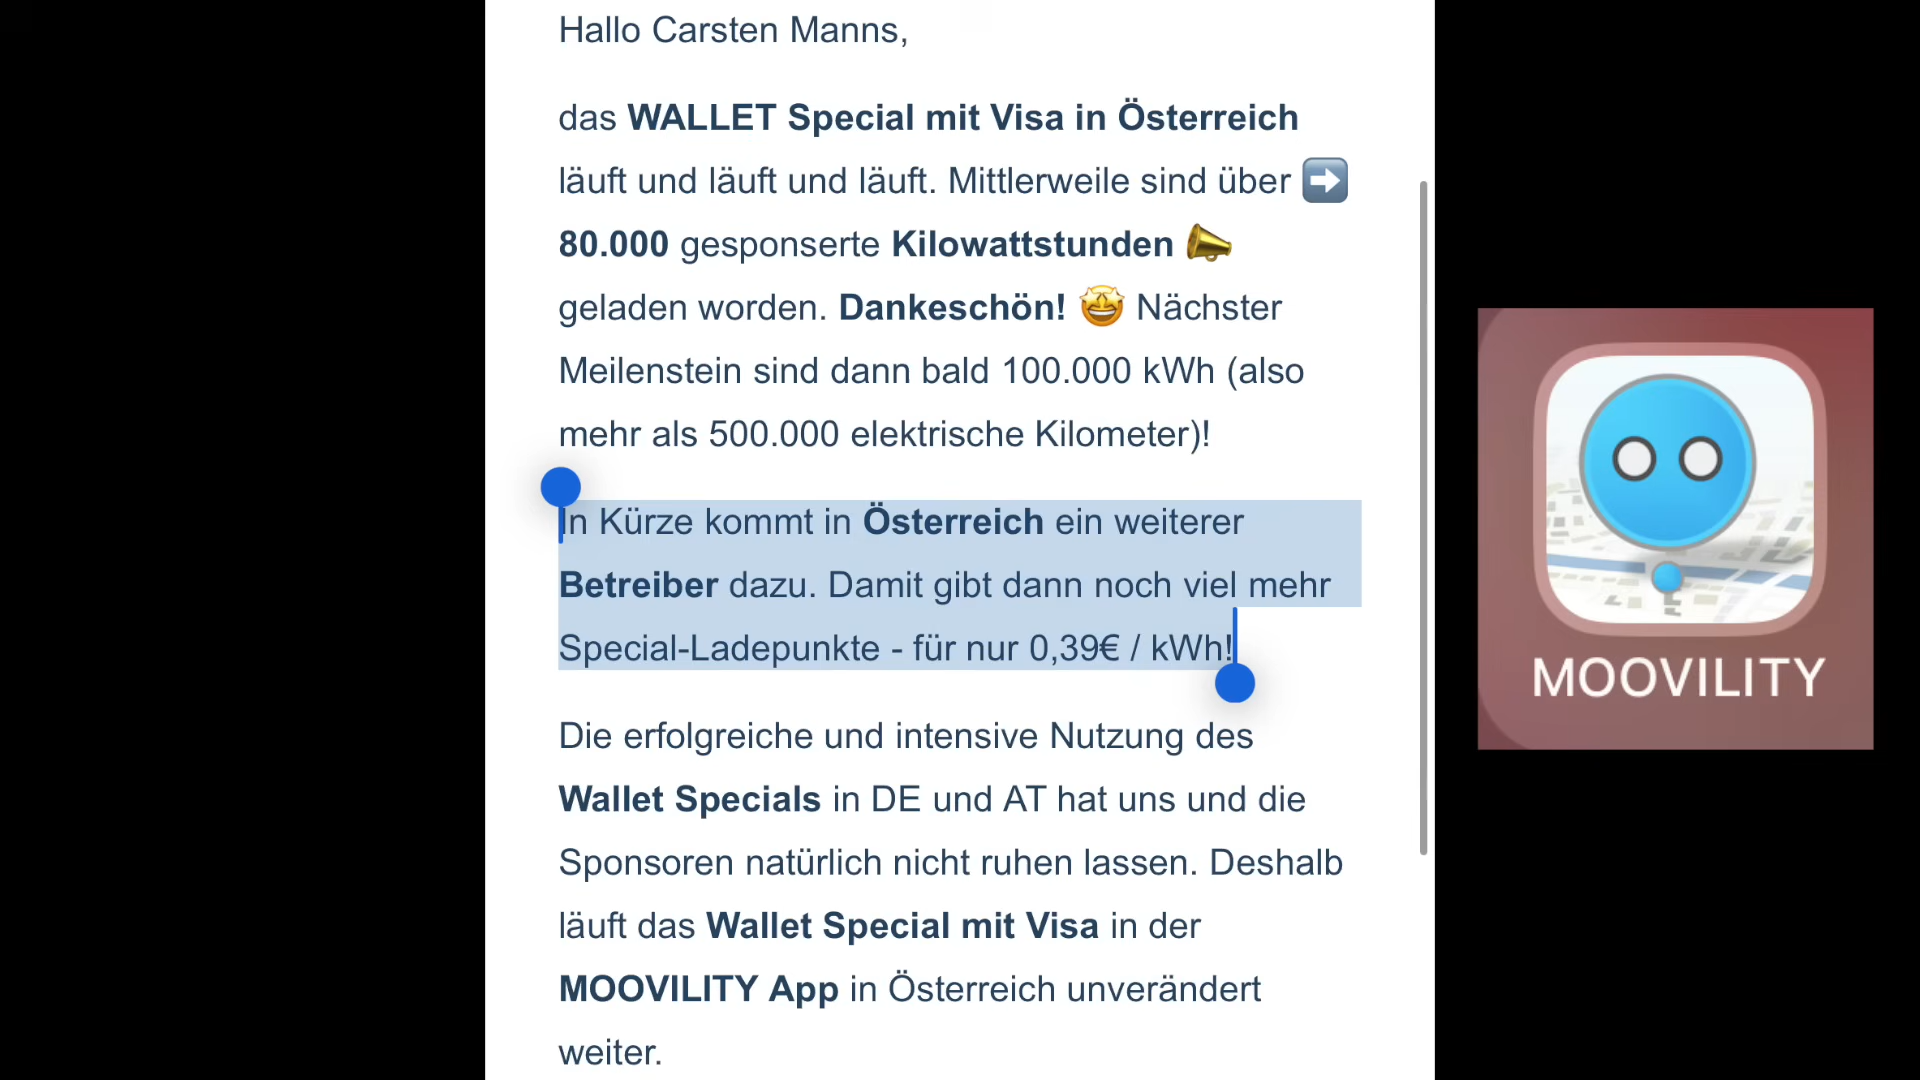 Hallo Carsten Manns,
das WALLET Special mit Visa in Österreich
läuft und läuft und läuft. Mittlerweile sind über ➡️
80.000 gesponserte Kilowattstunden 📣
geladen worden. Dankeschön! 🤩 Nächster
Meilenstein sind dann bald 100.000 kWh (also
mehr als 500.000 elektrische Kilometer)!
In Kürze kommt in Österreich ein weiterer
Betreiber dazu. Damit gibt dann noch viel mehr
Special-Ladepunkte - für nur 0,39€ / kWh!
Die erfolgreiche und intensive Nutzung des
Wallet Specials in DE und AT hat uns und die
Sponsoren natürlich nicht ruhen lassen. Deshalb
läuft das Wallet Special mit Visa in der
MOOVILITY App in Österreich unverändert
weiter.
MOOVILITY